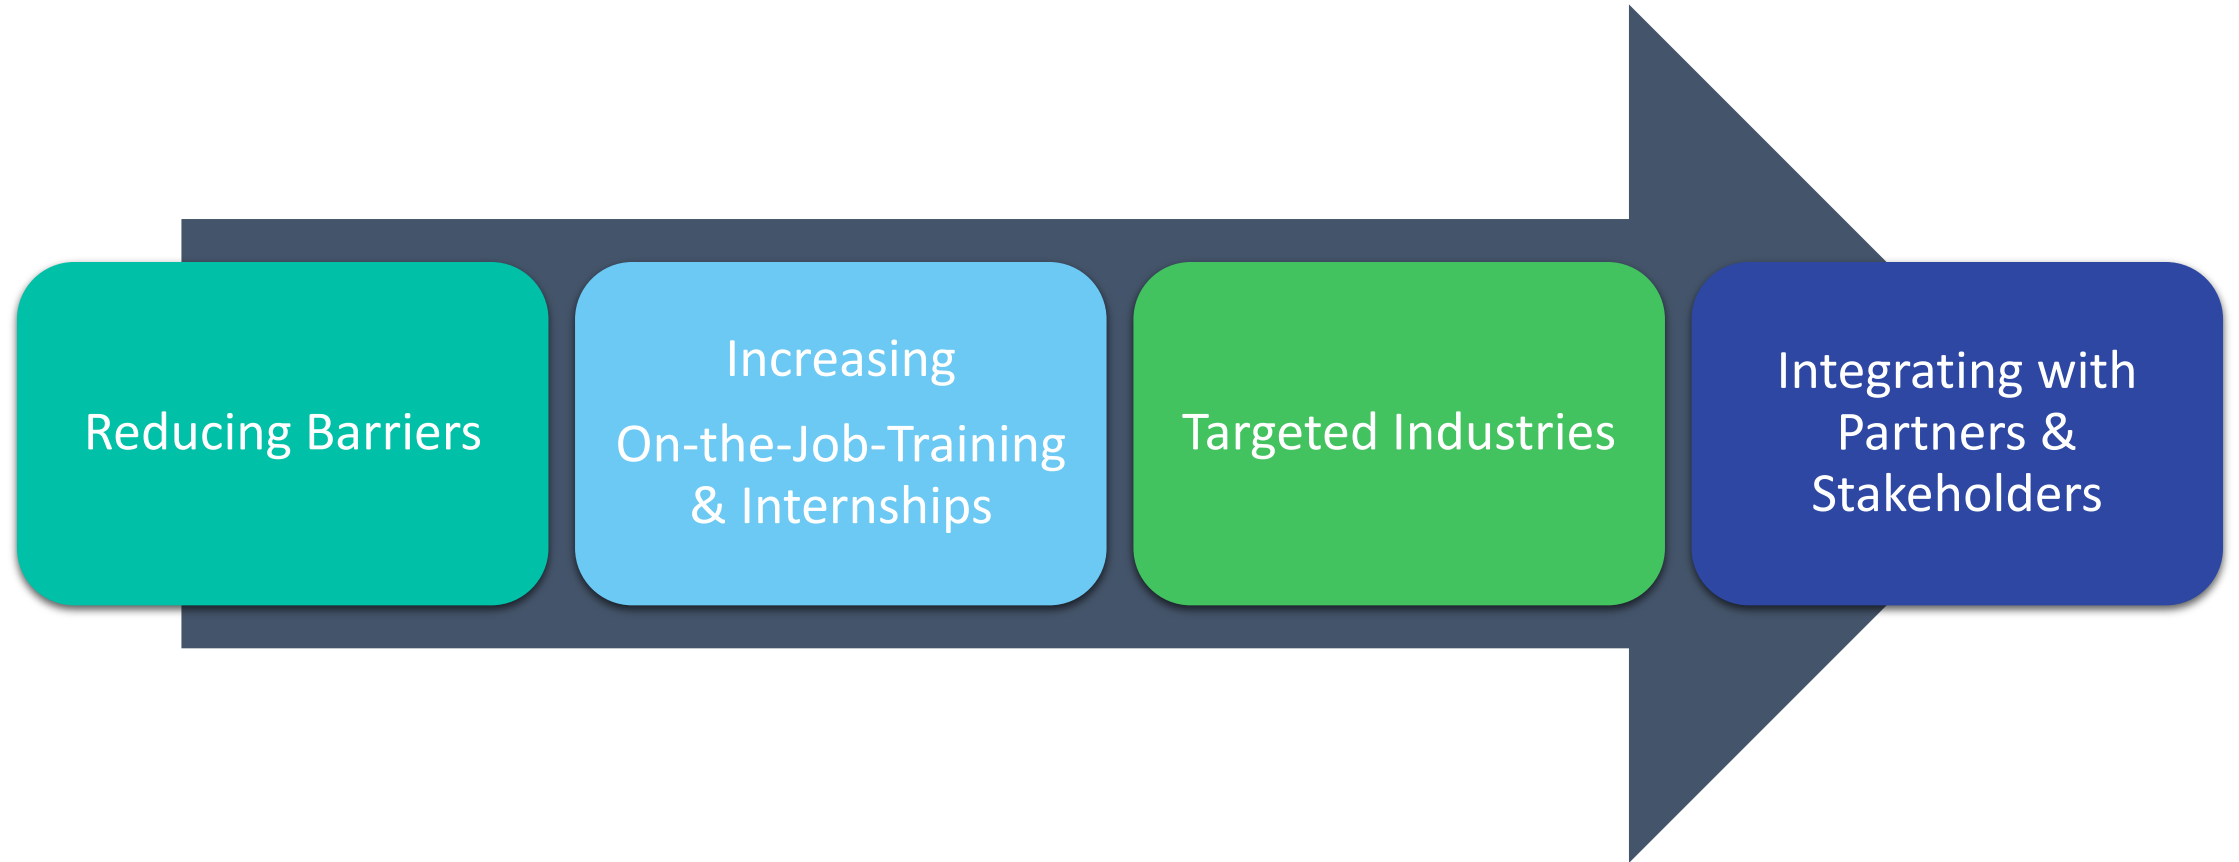 Reducing Barriers
Increasing
On-the-Job-Training
& Internships
Targeted Industries
Integrating with
Partners &
Stakeholders